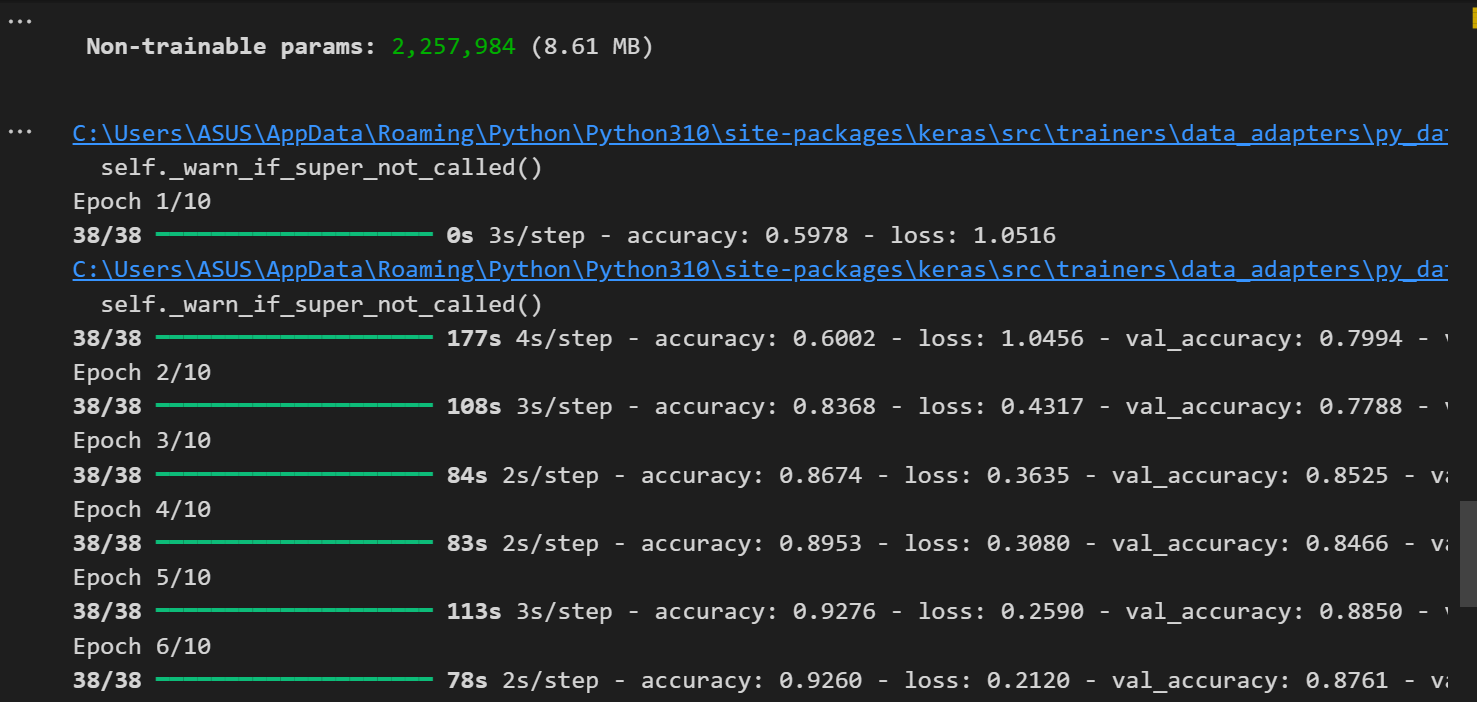 ...
Non-trainable params: 2,257,984 (8.61 MB)
...
C:\Users\ASUS\AppData\Roaming\Python\Python310\site-packages\keras\src\trainers\data_adapters\py_dat
self._warn_if_super_not_called()
Epoch 1/10
38/38 0s 3s/step - accuracy: 0.5978 - loss: 1.0516
C:\Users\ASUS\AppData\Roaming\Python\Python310\site-packages\keras\src\trainers\data_adapters\py_dat
self._warn_if_super_not_called()
38/38 177s 4s/step - accuracy: 0.6002 - loss: 1.0456 - val_accuracy: 0.7994 -
Epoch 2/10
38/38 108s 3s/step - accuracy: 0.8368 - loss: 0.4317 - val_accuracy: 0.7788 -
Epoch 3/10
38/38 84s 2s/step - accuracy: 0.8674 - loss: 0.3635 - val_accuracy: 0.8525 -
Epoch 4/10
38/38 83s 2s/step - accuracy: 0.8953 - loss: 0.3080 - val_accuracy: 0.8466 -
Epoch 5/10
38/38 113s 3s/step - accuracy: 0.9276 - loss: 0.2590 - val_accuracy: 0.8850 -
Epoch 6/10
38/38 78s 2s/step - accuracy: 0.9260 - loss: 0.2120 - val_accuracy: 0.8761 -